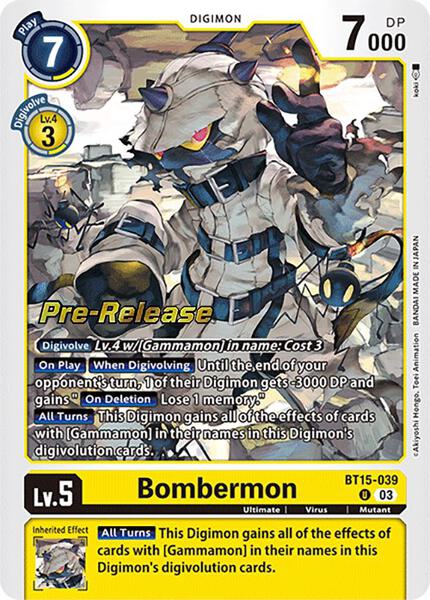 Play
DIGIMON
7
7000
DP
Digivolve
Lv.4
3
koki
Pre-Release
Digivolve Lv.4 w/[Gammamon] in name: Cost 3
On Play When Digivolving Until the end of your
opponent's turn, 1 of their Digimon gets -3000 DP and
gains " On Deletion Lose 1 memory."
All Turns This Digimon gains all of the effects of cards
with [Gammamon] in their names in this Digimon's
digivolution cards.
©Akiyoshi Hongo, Toei Animation BANDAI MADE IN JAPAN
Lv.5
Bombermon
BT15-039
U 03
Ultimate | Virus | Mutant
Inherited Effect
All Turns This Digimon gains all of the effects of
cards with [Gammamon] in their names in this
Digimon's digivolution cards.